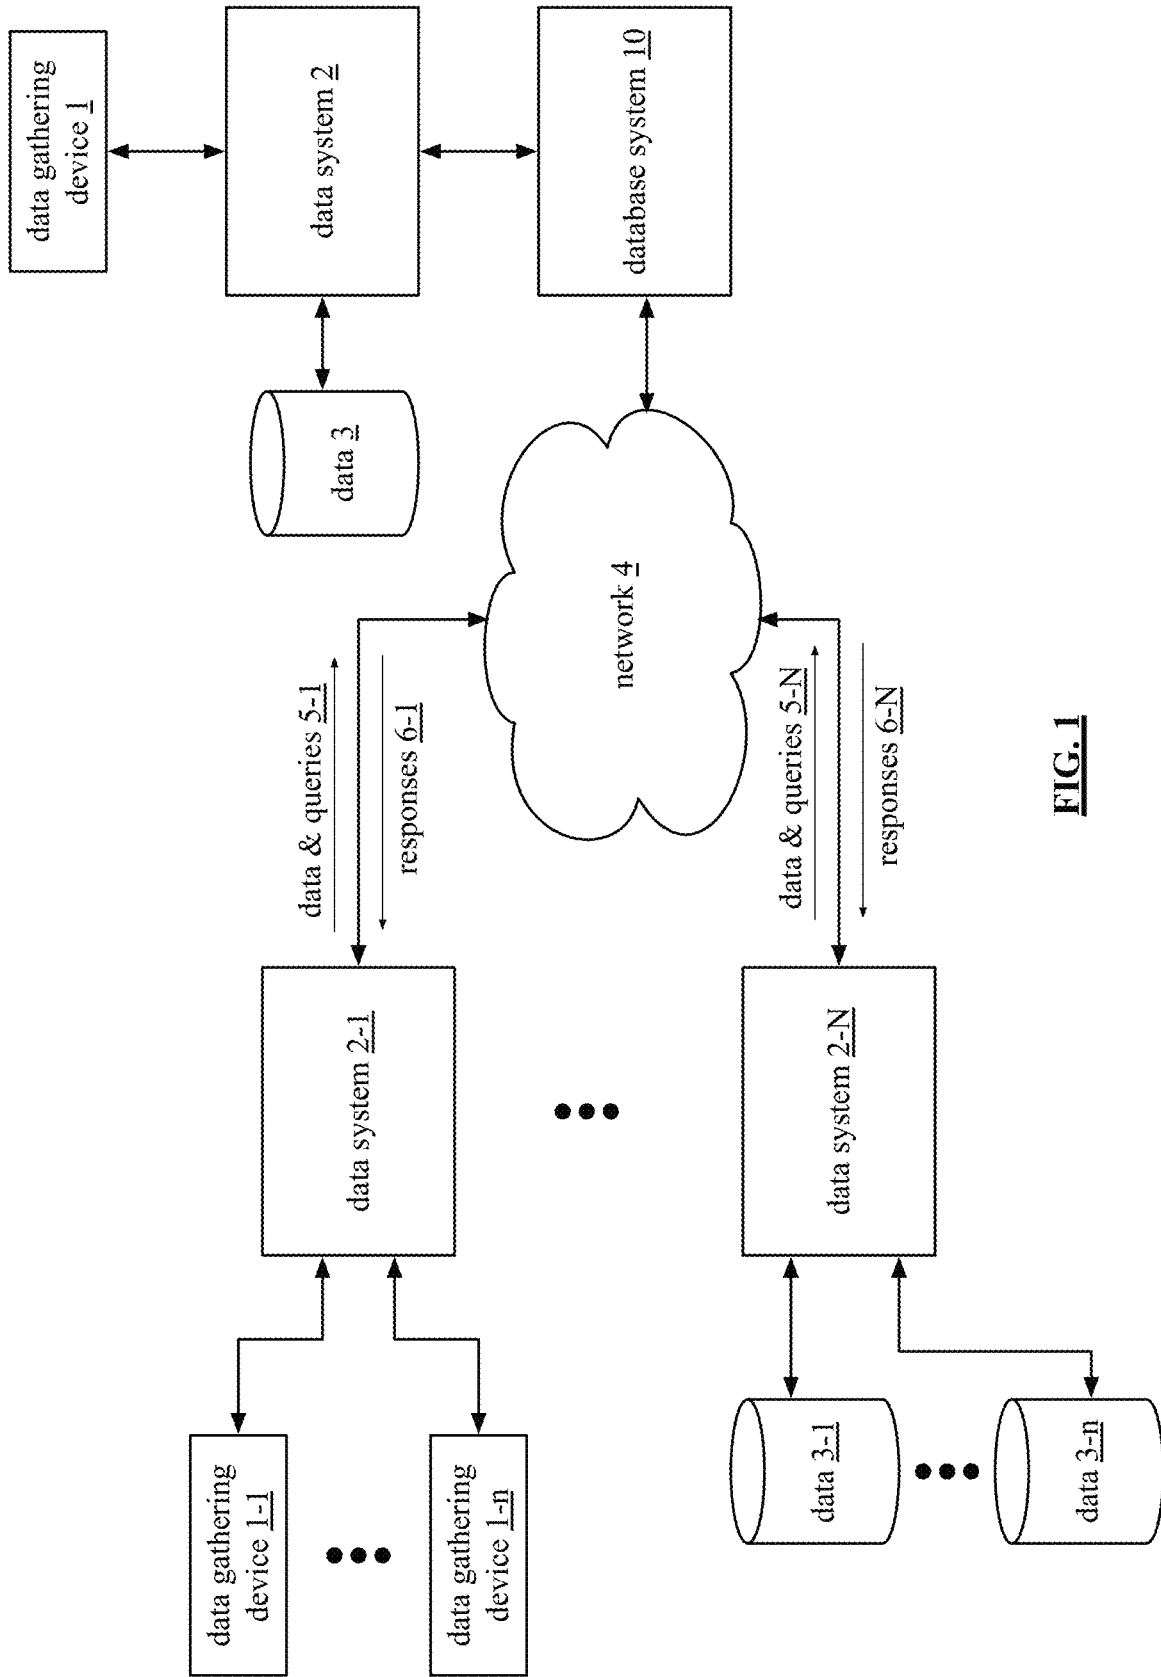 data gathering
device 1-1
data gathering
device 1-n
data system 2-1
data & queries 5-1
responses 6-1
data 3
data gathering
device 1
data system 2
database system 10
network 4
data 3-1
data 3-n
data system 2-N
data & queries 5-N
responses 6-N
FIG. 1